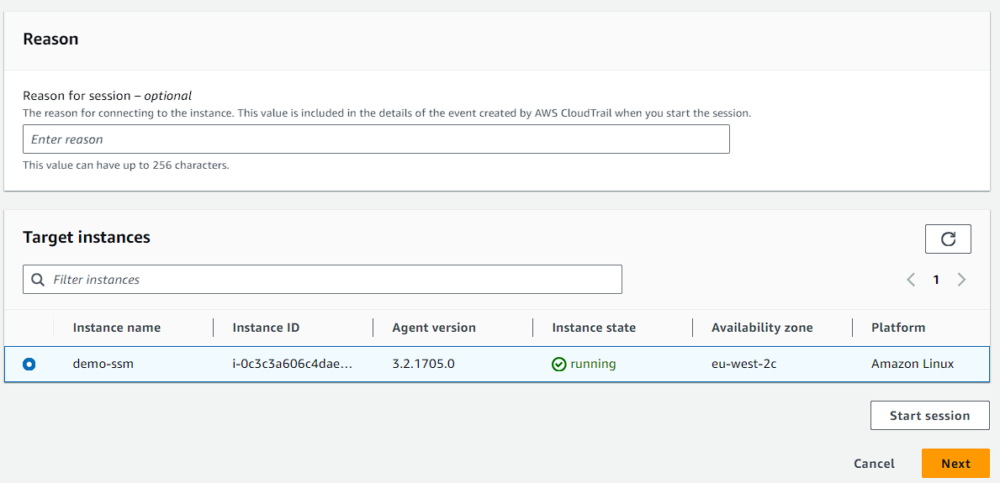 Reason
Reason for session – optional
The reason for connecting to the instance. This value is included in the details of the event created by AWS CloudTrail when you start the session.
Enter reason
This value can have up to 256 characters.
Target instances
Filter instances
1
Instance name Instance ID Agent version Instance state Availability zone Platform
demo-ssm i-0c3c3a606c4dae... 3.2.1705.0 running eu-west-2c Amazon Linux
Start session
Cancel Next